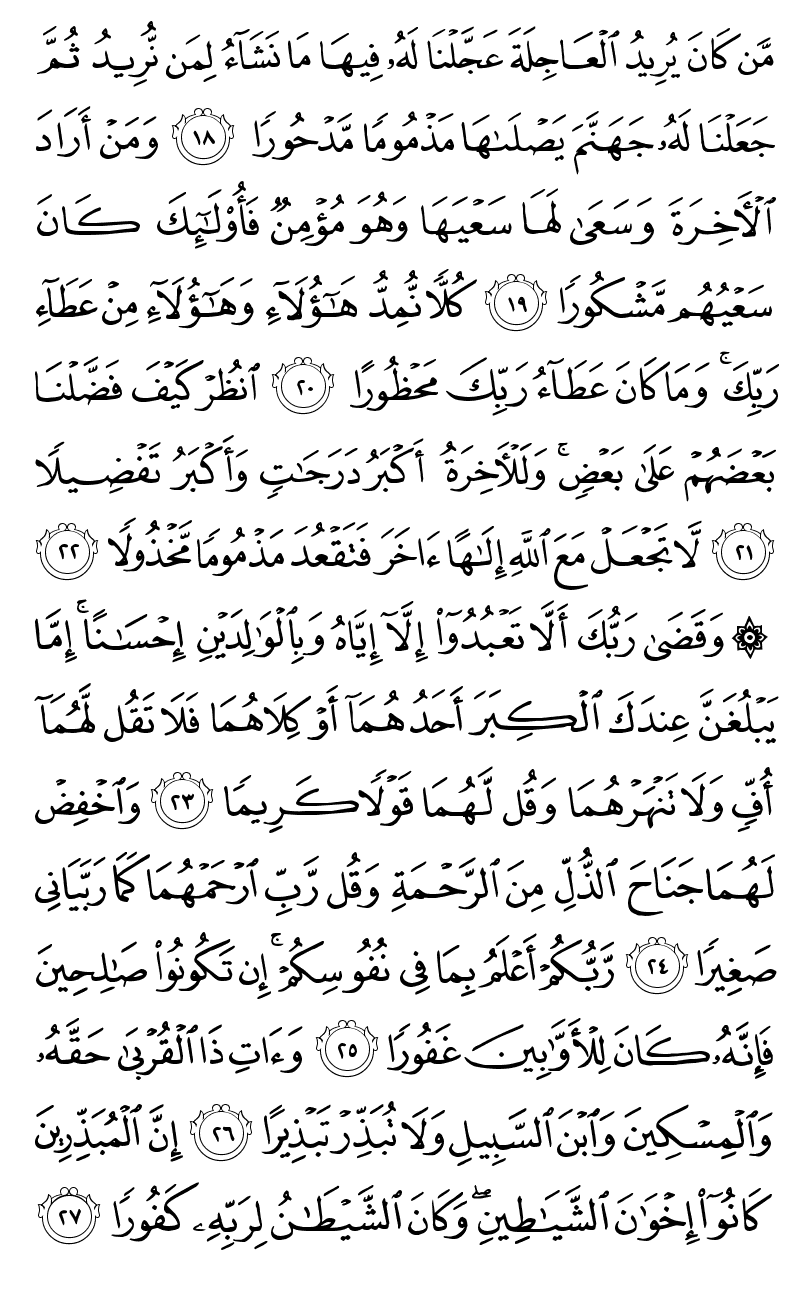 مَّن كَانَ يُرِيدُ ٱلْعَاجِلَةَ عَجَّلْنَا لَهُۥ فِيهَا مَا نَشَآءُ لِمَن نُّرِيدُ ثُمَّ
جَعَلْنَا لَهُۥ جَهَنَّمَ يَصْلَىٰهَا مَذْمُومًا مَّدْحُورًا ١٨ وَمَنْ أَرَادَ
ٱلْأَخِرَةَ وَسَعَىٰ لَهَا سَعْيَهَا وَهُوَ مُؤْمِنٌ فَأُو۟لَٰٓئِكَ كَانَ
سَعْيُهُم مَّشْكُورًا ١٩ كُلًّا نُّمِدُّ هَٰٓؤُلَآءِ وَهَٰٓؤُلَآءِ مِنْ عَطَآءِ
رَبِّكَ ۚ وَمَا كَانَ عَطَآءُ رَبِّكَ مَحْظُورًا ٢٠ ٱنظُرْ كَيْفَ فَضَّلْنَا
بَعْضَهُمْ عَلَىٰ بَعْضٍ ۚ وَلَلْأَخِرَةُ أَكْبَرُ دَرَجَٰتٍ وَأَكْبَرُ تَفْضِيلًا
٢١ لَّا تَجْعَلْ مَعَ ٱللَّهِ إِلَٰهًا ءَاخَرَ فَتَقْعُدَ مَذْمُومًا مَّخْذُولًا ٢٢
۞ وَقَضَىٰ رَبُّكَ أَلَّا تَعْبُدُوٓا۟ إِلَّآ إِيَّاهُ وَبِٱلْوَٰلِدَيْنِ إِحْسَٰنًا ۚ إِمَّا
يَبْلُغَنَّ عِندَكَ ٱلْكِبَرَ أَحَدُهُمَآ أَوْ كِلَاهُمَا فَلَا تَقُل لَّهُمَآ
أُفٍّ وَلَا تَنْهَرْهُمَا وَقُل لَّهُمَا قَوْلًا كَرِيمًا ٢٣ وَٱخْفِضْ
لَهُمَا جَنَاحَ ٱلذُّلِّ مِنَ ٱلرَّحْمَةِ وَقُل رَّبِّ ٱرْحَمْهُمَا كَمَا رَبَّيَانِى
صَغِيرًا ٢٤ رَّبُّكُمْ أَعْلَمُ بِمَا فِى نُفُوسِكُمْ ۚ إِن تَكُونُوا۟ صَٰلِحِينَ
فَإِنَّهُۥ كَانَ لِلْأَوَّٰبِينَ غَفُورًا ٢٥ وَءَاتِ ذَا ٱلْقُرْبَىٰ حَقَّهُۥ
وَٱلْمِسْكِينَ وَٱبْنَ ٱلسَّبِيلِ وَلَا تُبَذِّرْ تَبْذِيرًا ٢٦ إِنَّ ٱلْمُبَذِّرِينَ
كَانُوٓا۟ إِخْوَٰنَ ٱلشَّيَٰطِينِ ۖ وَكَانَ ٱلشَّيْطَٰنُ لِرَبِّهِۦ كَفُورًا ٢٧